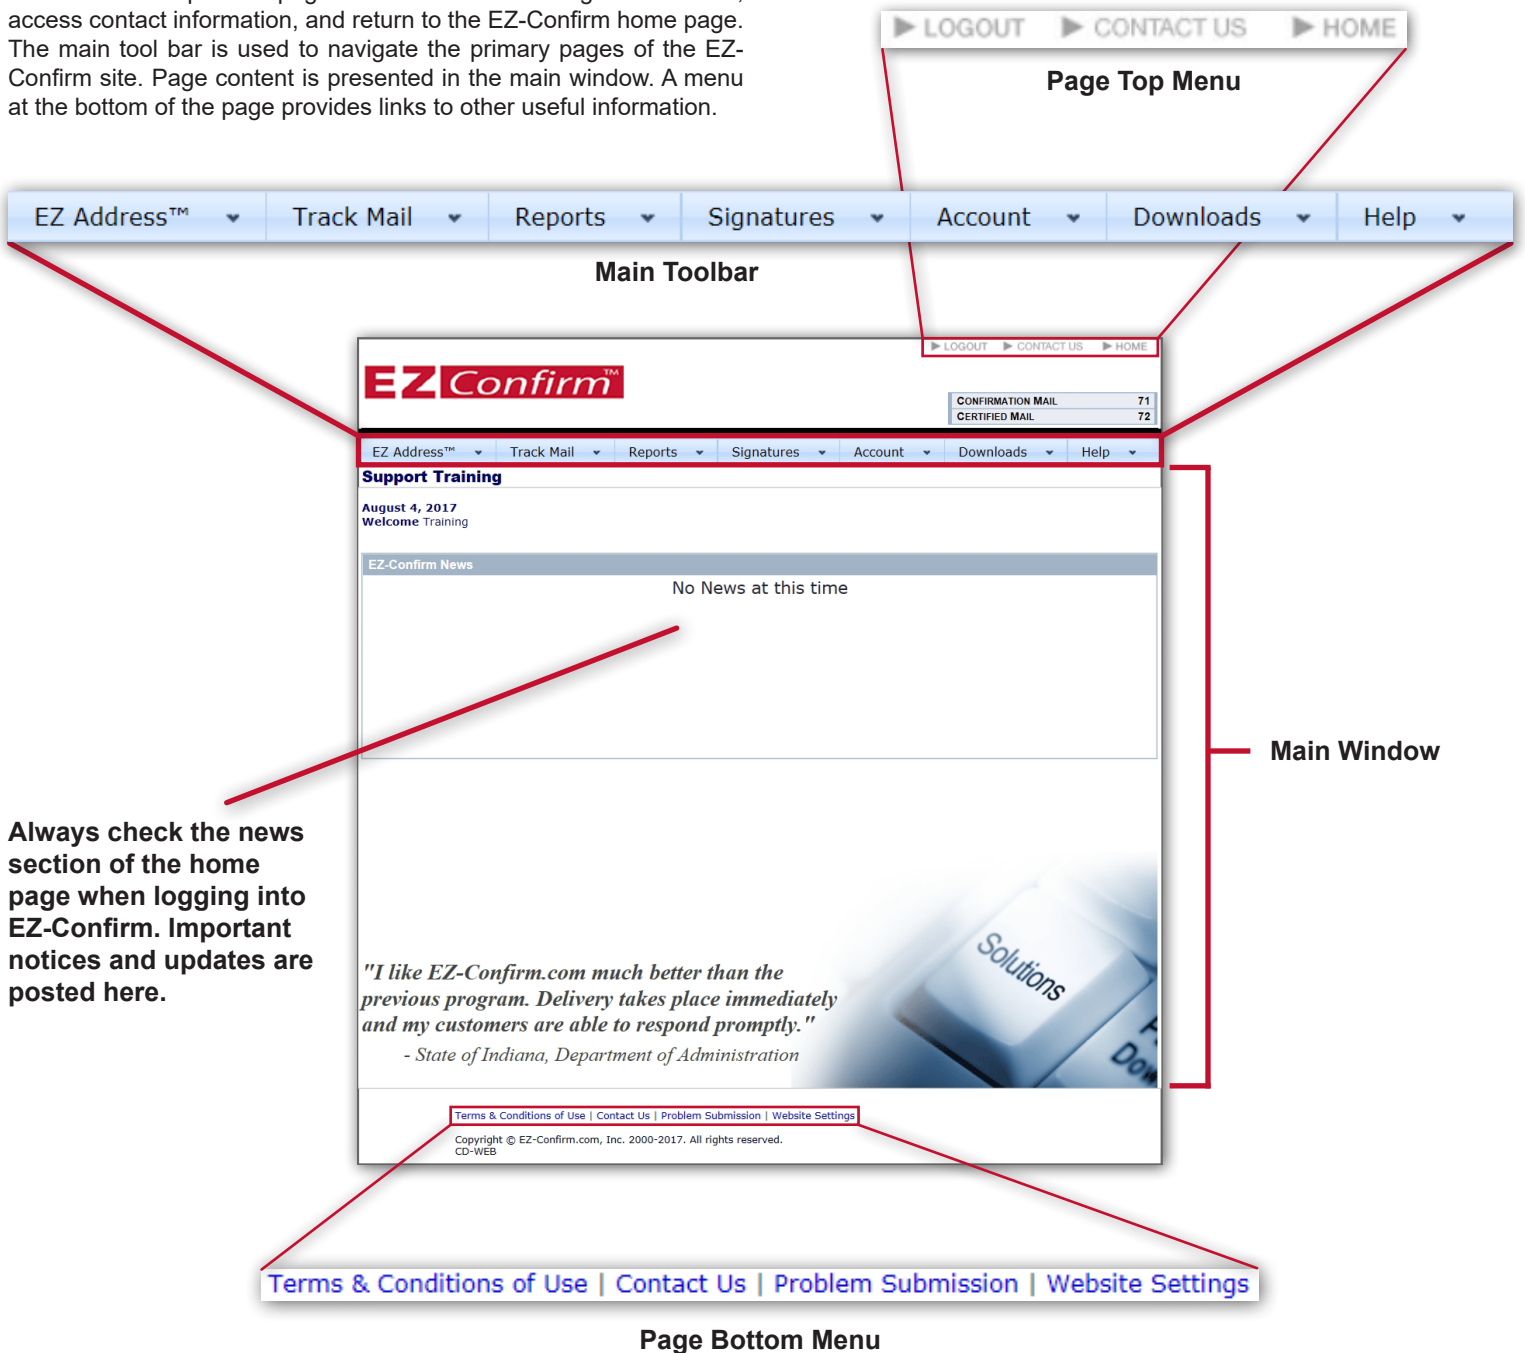 access contact information, and return to the EZ-Confirm home page.
The main tool bar is used to navigate the primary pages of the EZ-
Confirm site. Page content is presented in the main window. A menu
at the bottom of the page provides links to other useful information.
LOGOUT CONTACT US HOME
Page Top Menu
EZ Address™ Track Mail Reports Signatures Account Downloads Help
Main Toolbar
LOGOUT CONTACT US HOME
EZ Confirm™
CONFIRMATION MAIL 71
CERTIFIED MAIL 72
EZ Address™ Track Mail Reports Signatures Account Downloads Help
Support Training
August 4, 2017
Welcome Training
EZ-Confirm News
No News at this time
Main Window
Always check the news
section of the home
page when logging into
EZ-Confirm. Important
notices and updates are
posted here.
Solutions
"I like EZ-Confirm.com much better than the
previous program. Delivery takes place immediately
and my customers are able to respond promptly."
- State of Indiana, Department of Administration
Terms & Conditions of Use | Contact Us | Problem Submission | Website Settings
Copyright © EZ-Confirm.com, Inc. 2000-2017. All rights reserved.
CD-WEB
Terms & Conditions of Use | Contact Us | Problem Submission | Website Settings
Page Bottom Menu